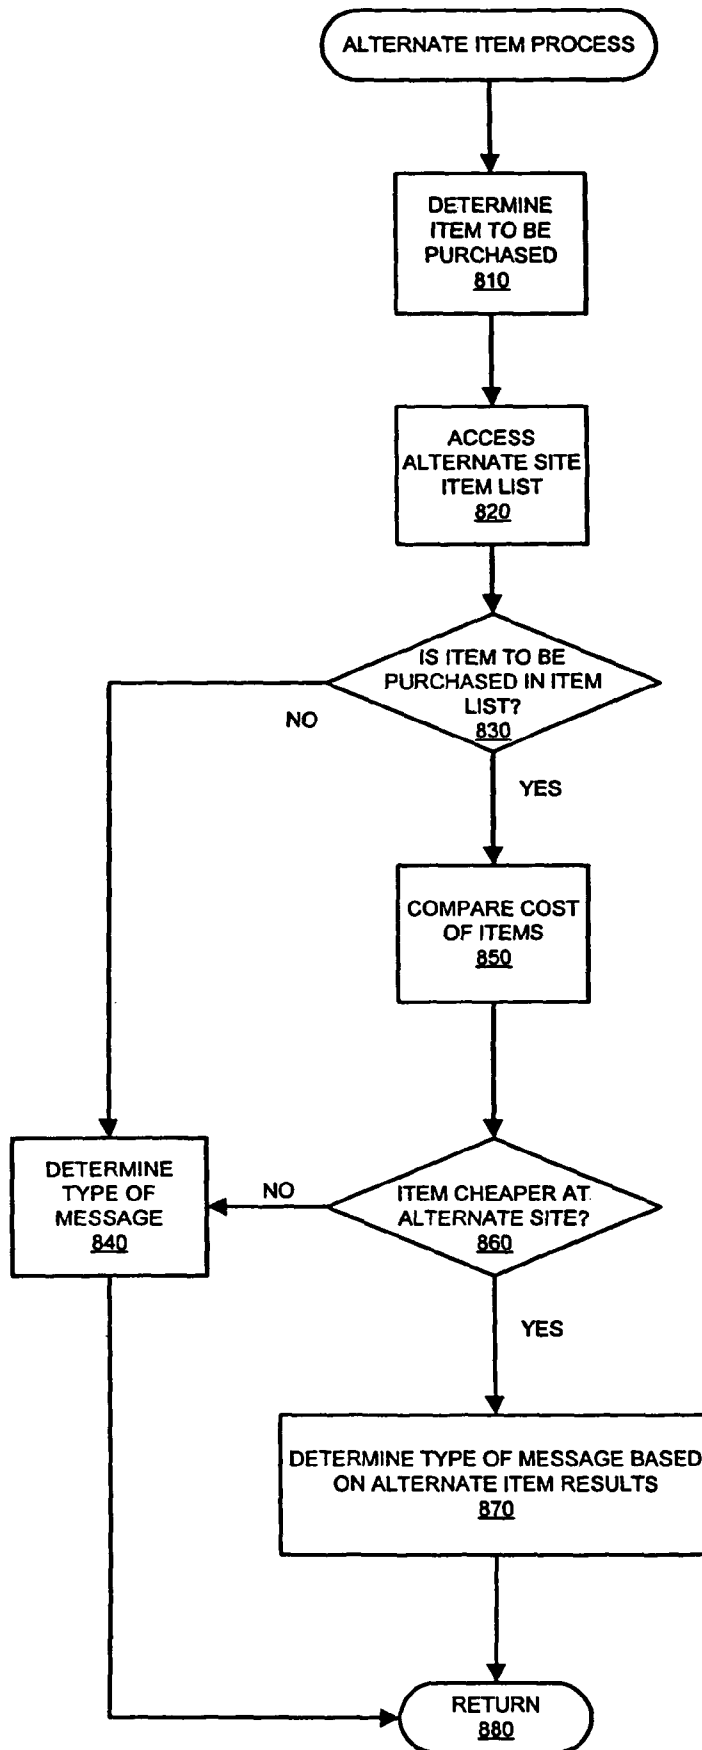 ALTERNATE ITEM PROCESS
DETERMINE
ITEM TO BE
PURCHASED
810
ACCESS
ALTERNATE SITE
ITEM LIST
820
IS ITEM TO BE
PURCHASED IN ITEM
LIST?
830
NO
YES
COMPARE COST
OF ITEMS
850
DETERMINE
TYPE OF
MESSAGE
840
NO
ITEM CHEAPER AT
ALTERNATE SITE?
860
YES
DETERMINE TYPE OF MESSAGE BASED
ON ALTERNATE ITEM RESULTS
870
RETURN
880